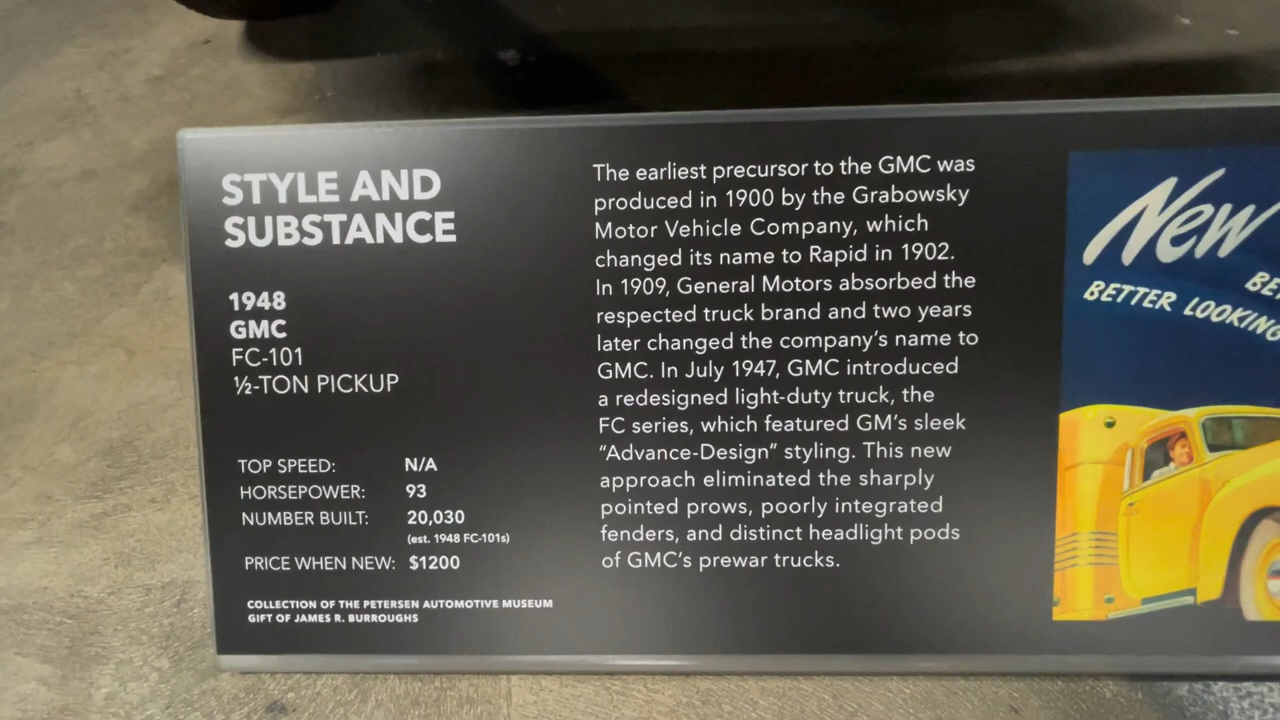 STYLE AND
SUBSTANCE
1948
GMC
FC-101
½-TON PICKUP
TOP SPEED: N/A
HORSEPOWER: 93
NUMBER BUILT: 20,030
(est. 1948 FC-101s)
PRICE WHEN NEW: $1200
COLLECTION OF THE PETERSEN AUTOMOTIVE MUSEUM
GIFT OF JAMES R. BURROUGHS
The earliest precursor to the GMC was
produced in 1900 by the Grabowsky
Motor Vehicle Company, which
changed its name to Rapid in 1902.
In 1909, General Motors absorbed the
respected truck brand and two years
later changed the company's name to
GMC. In July 1947, GMC introduced
a redesigned light-duty truck, the
FC series, which featured GM's sleek
"Advance-Design" styling. This new
approach eliminated the sharply
pointed prows, poorly integrated
fenders, and distinct headlight pods
of GMC's prewar trucks.
New
BETTER LOOKING